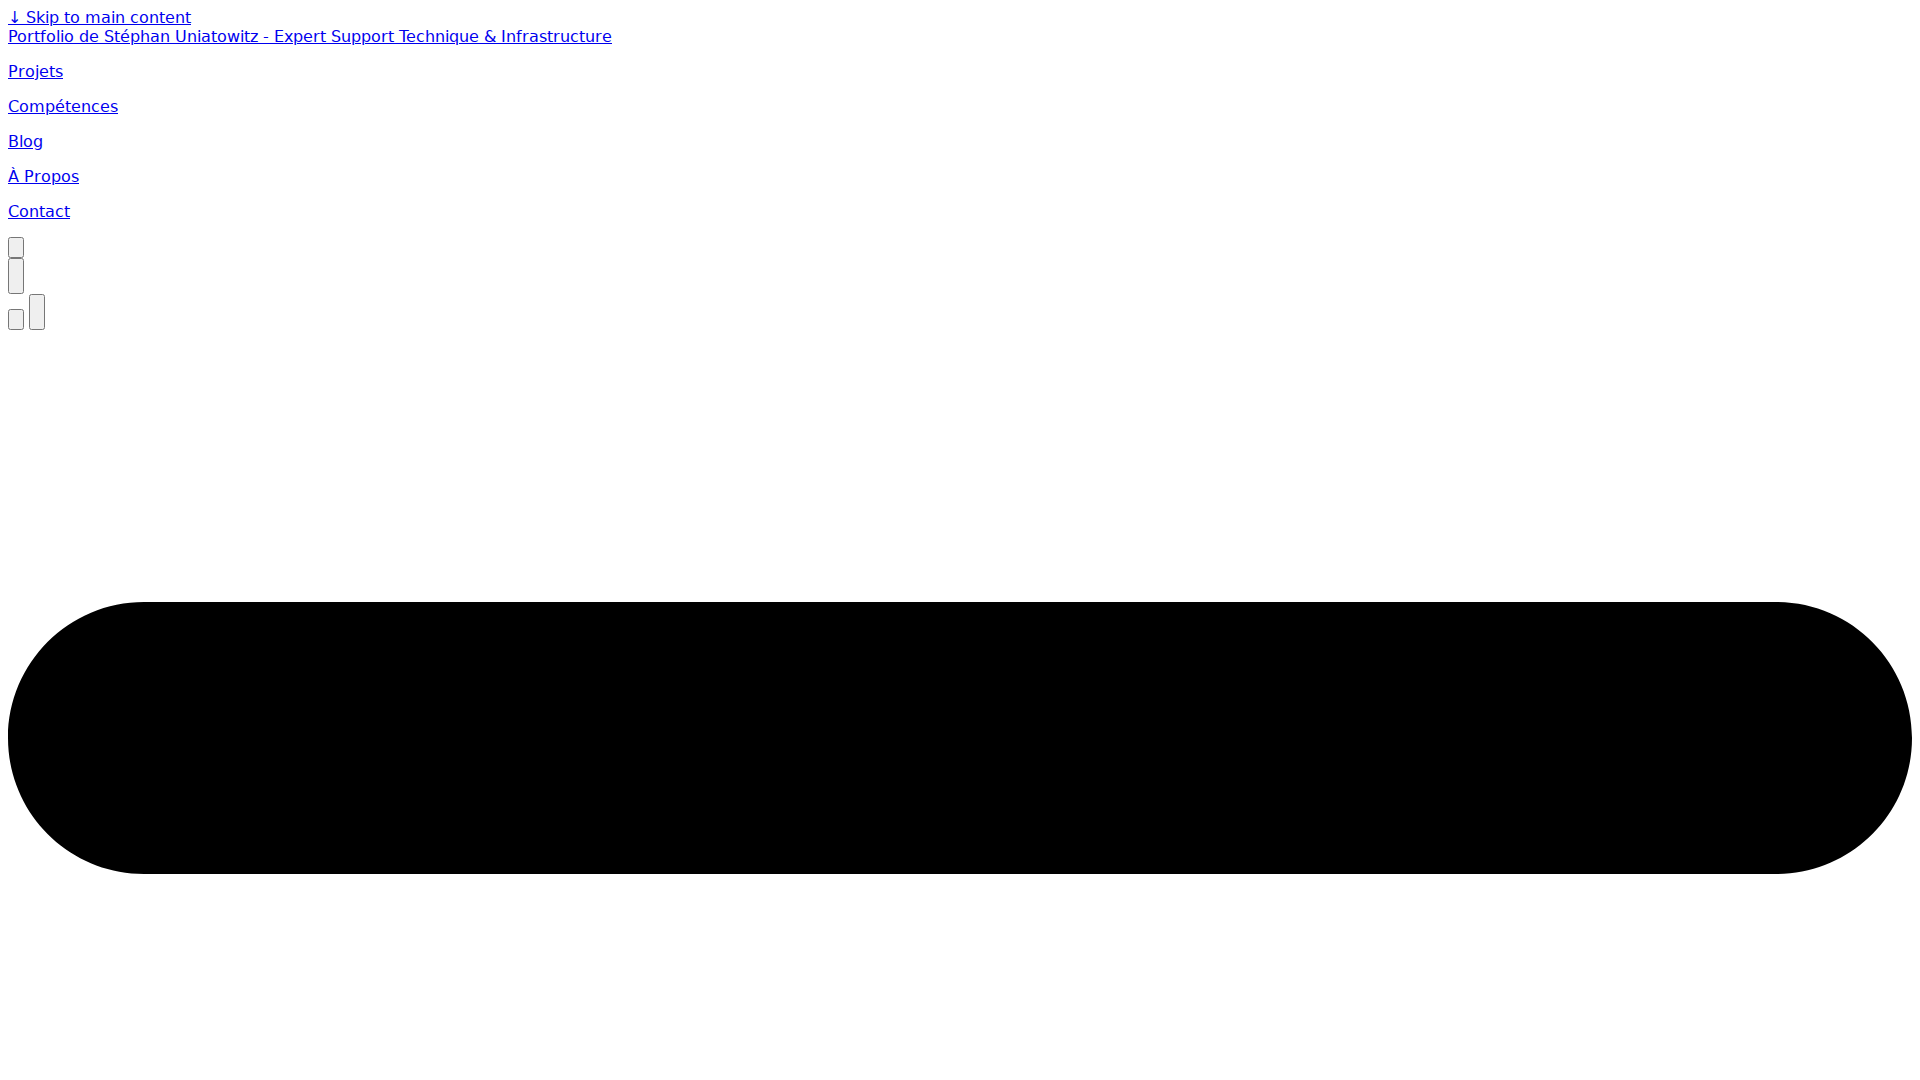 ↓ Skip to main content
Portfolio de Stéphan Uniatowitz - Expert Support Technique & Infrastructure
Projets
Compétences
Blog
À Propos
Contact